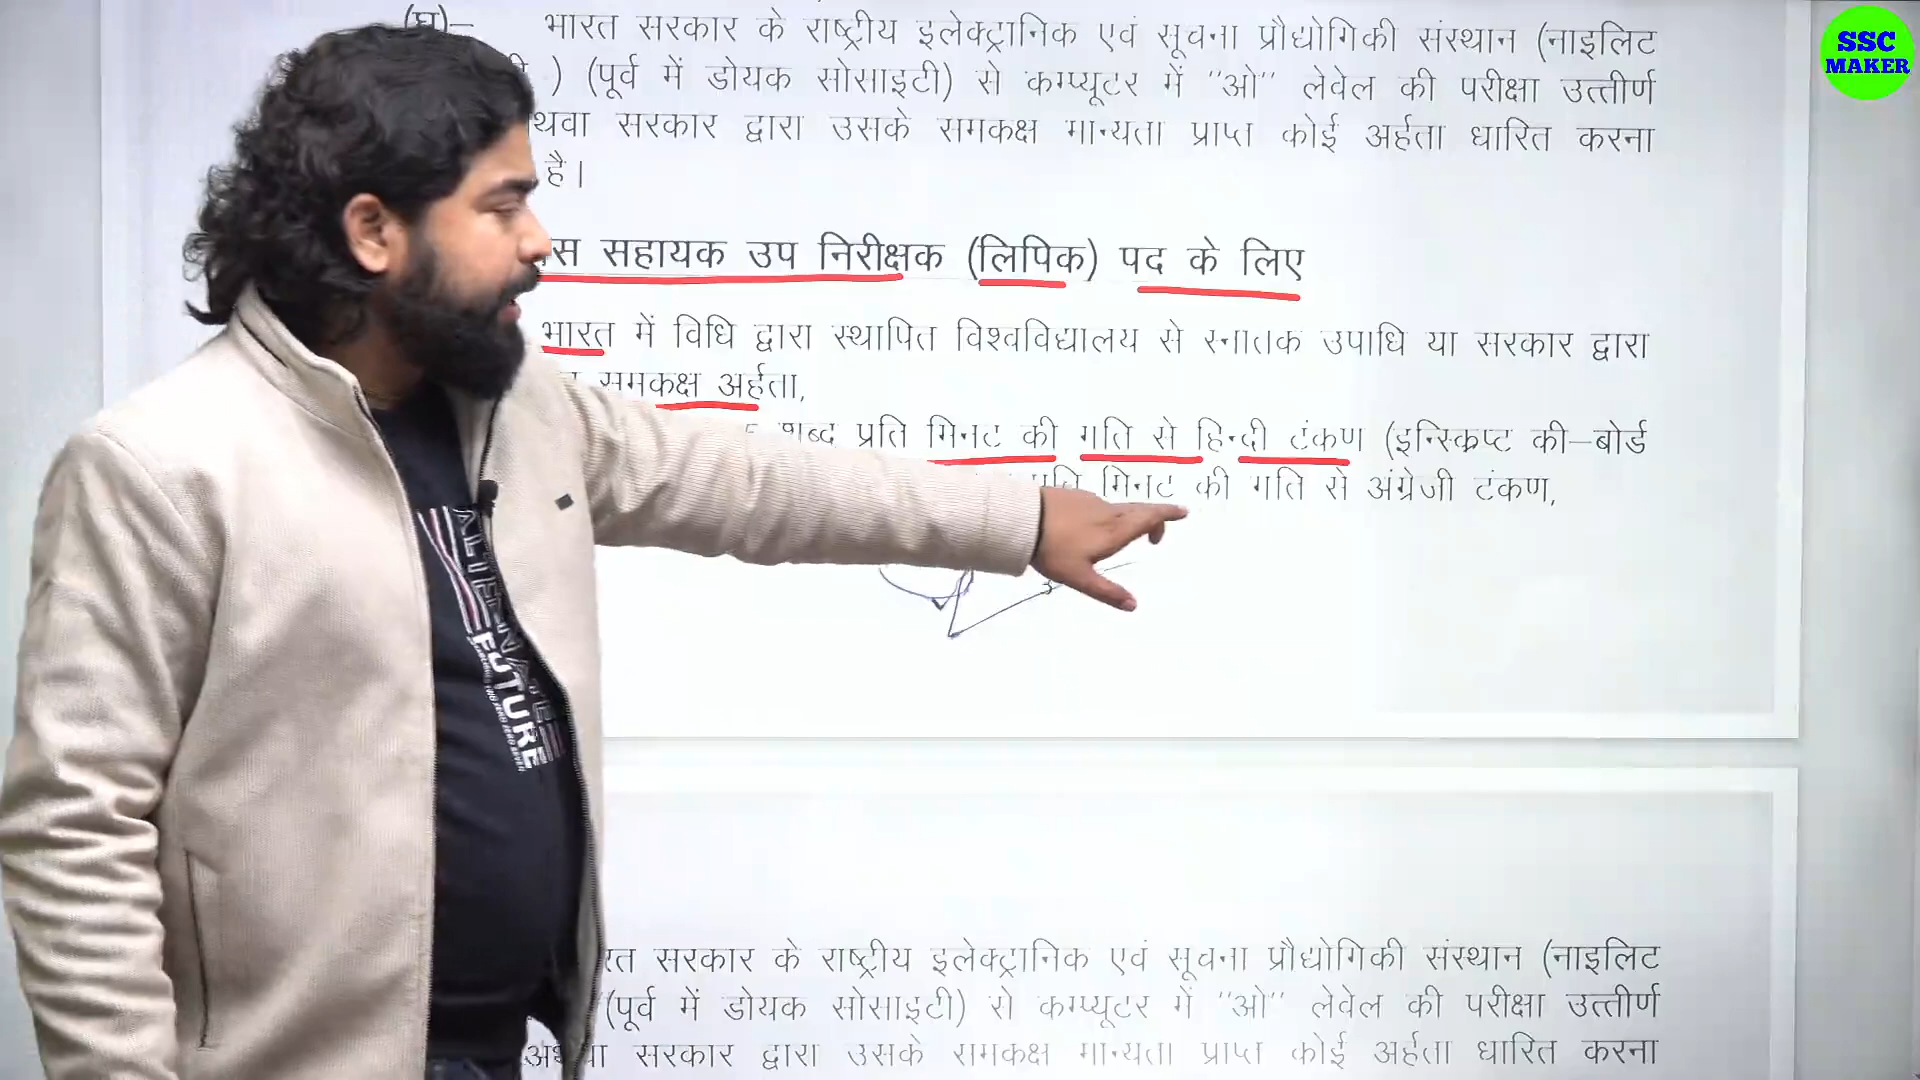 (घ)– भारत सरकार के राष्ट्रीय इलेक्ट्रानिक एवं सूचना प्रौद्योगिकी संस्थान (नाइलिट
) (पूर्व में डोयक सोसाइटी) से कम्प्यूटर में ''ओ'' लेवेल की परीक्षा उत्तीर्ण
थवा सरकार द्वारा उसके समकक्ष मान्यता प्राप्त कोई अर्हता धारित करना
है।
स सहायक उप निरीक्षक (लिपिक) पद के लिए
भारत में विधि द्वारा स्थापित विश्वविद्यालय से स्नातक उपाधि या सरकार द्वारा
समकक्ष अर्हता,
शब्द प्रति मिनट की गति से हिन्दी टंकण (इन्स्क्रिप्ट की–बोर्ड
मिनट की गति से अंग्रेजी टंकण,
रत सरकार के राष्ट्रीय इलेक्ट्रानिक एवं सूचना प्रौद्योगिकी संस्थान (नाइलिट
(पूर्व में डोयक सोसाइटी) से कम्प्यूटर में ''ओ'' लेवेल की परीक्षा उत्तीर्ण
अथवा सरकार द्वारा उसके समकक्ष मान्यता प्राप्त कोई अर्हता धारित करना
SSC
MAKER
FUTURE